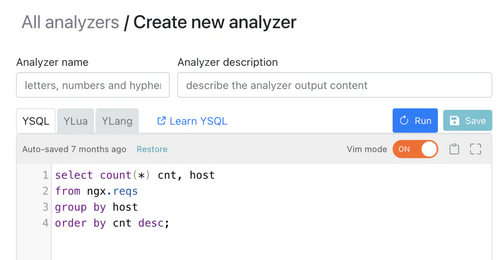 All analyzers / Create new analyzer
Analyzer name
Analyzer description
letters, numbers and hyphe
describe the analyzer output content
YSQL
YLua
YLang
Learn YSQL
Run
Save
Auto-saved 7 months ago
Restore
Vim mode
ON
1 select count(*) cnt, host
2 from ngx.reqs
3 group by host
4 order by cnt desc;